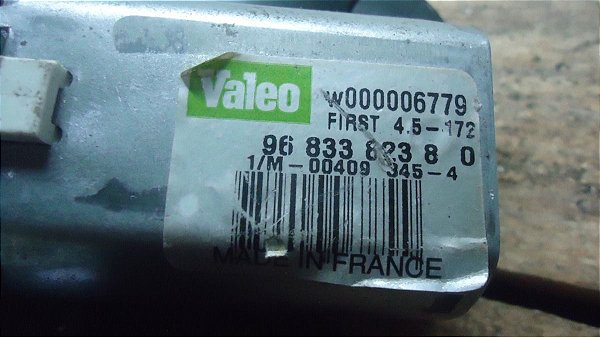 Valeo
w000006779
FIRST 4.5-172
96 833 823 8 0
1/M-00409 345-4
MADE IN FRANCE